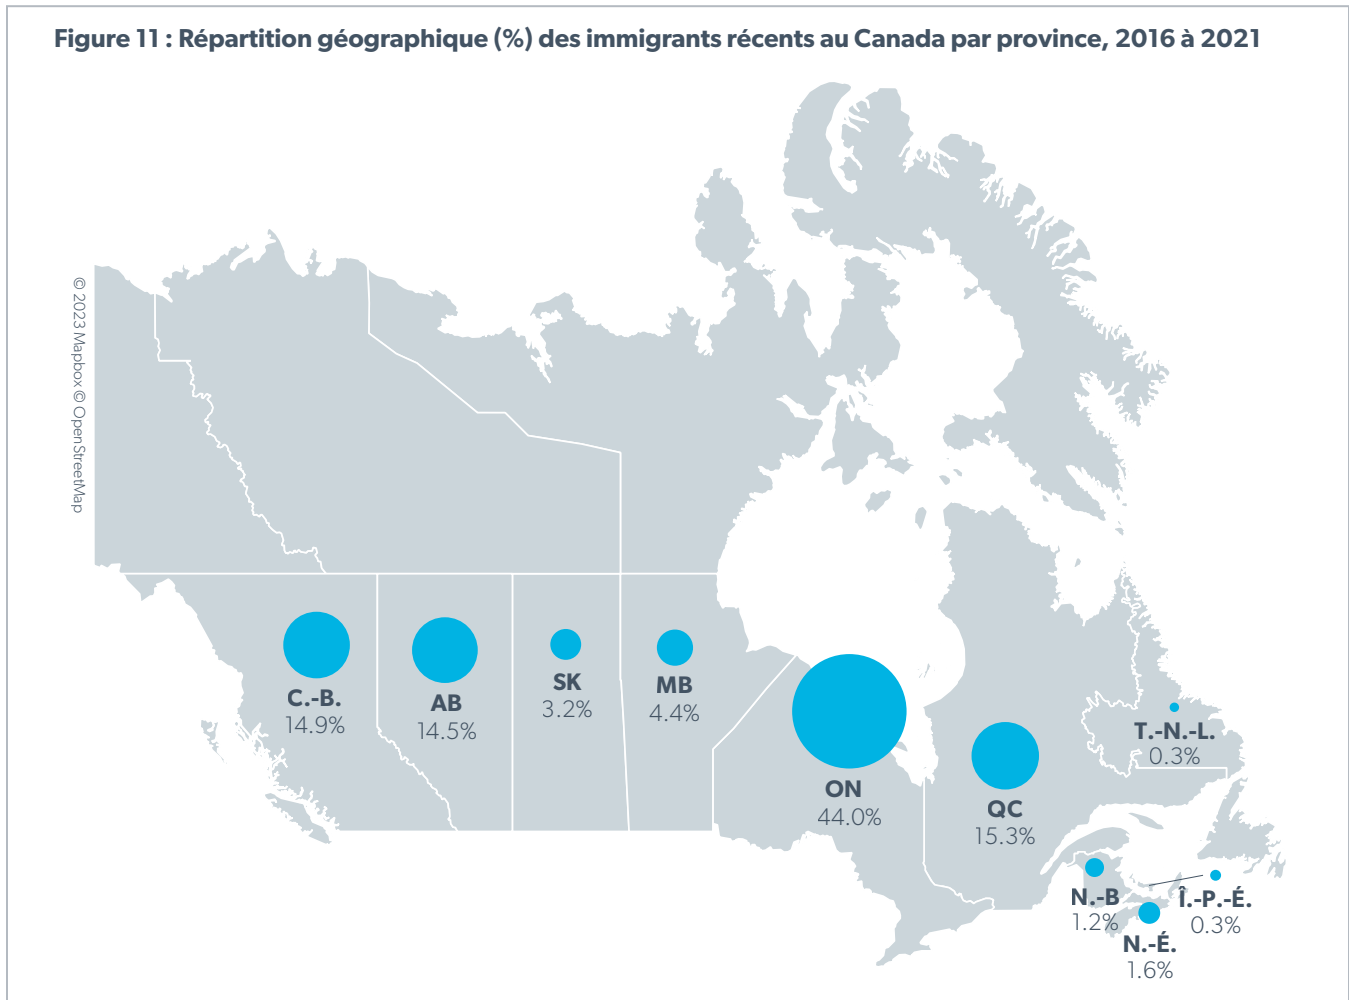 Figure 11 : Répartition géographique (%) des immigrants récents au Canada par province, 2016 à 2021
© 2023 Mapbox © OpenStreetMap
C.-B.
14.9%
AB
14.5%
SK
3.2%
MB
4.4%
ON
44.0%
QC
15.3%
T.-N.-L.
0.3%
N.-B
1.2%
Î.-P.-É.
0.3%
N.-É.
1.6%